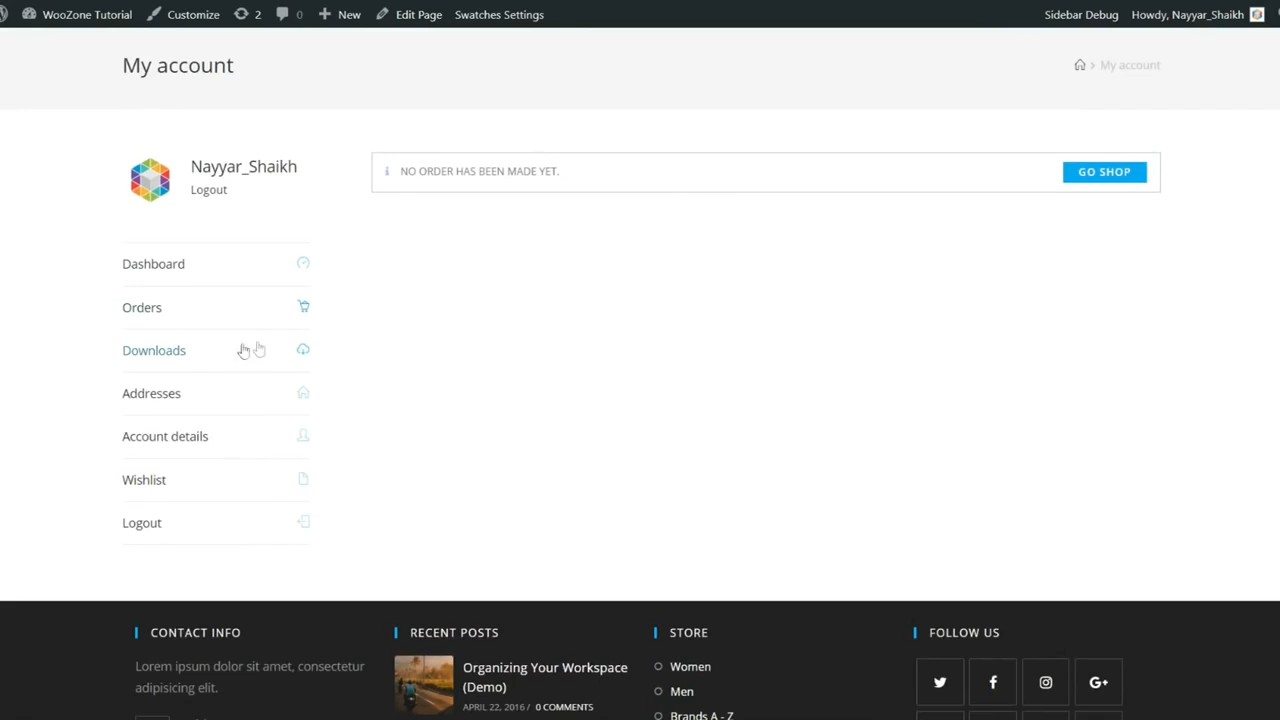 WooZone Tutorial Customize 2 0 New Edit Page Swatches Settings Sidebar Debug Howdy, Nayyar_Shaikh
My account
My account
Nayyar_Shaikh
Logout
NO ORDER HAS BEEN MADE YET.
GO SHOP
Dashboard
Orders
Downloads
Addresses
Account details
Wishlist
Logout
CONTACT INFO
Lorem ipsum dolor sit amet, consectetur
adipisicing elit.
RECENT POSTS
Organizing Your Workspace
(Demo)
APRIL 22, 2016 / 0 COMMENTS
STORE
Women
Men
Brands A - Z
FOLLOW US